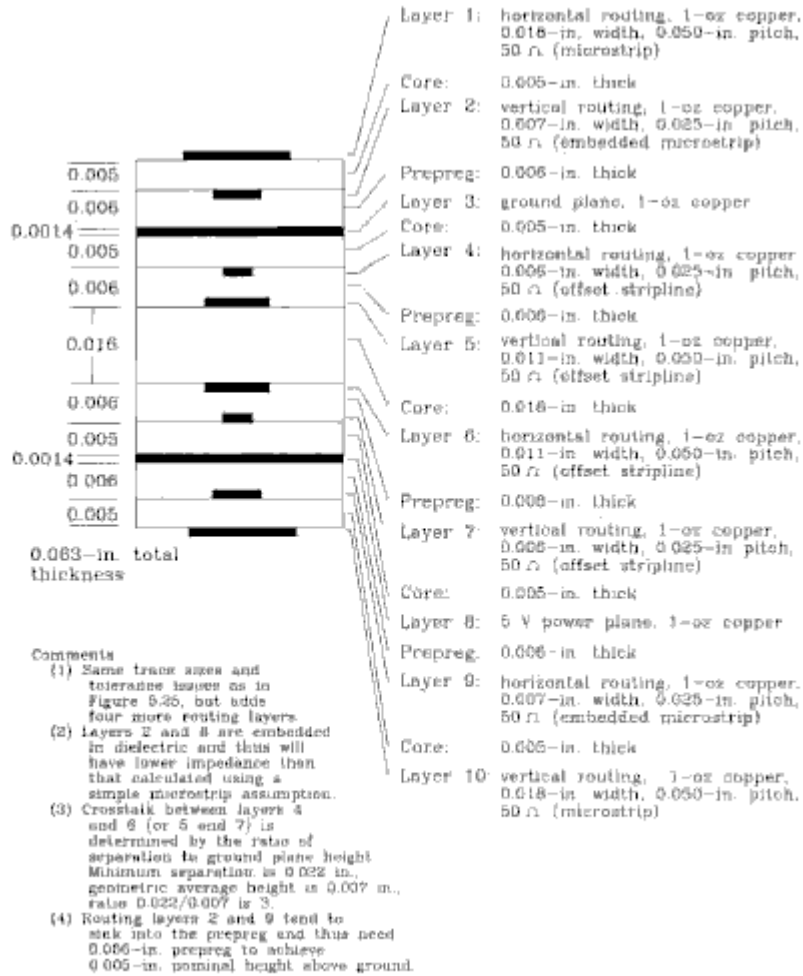 Layer 1: horizontal routing, 1-oz copper,
0.018-in. width, 0.050-in. pitch,
50 Ω (microstrip)
Core: 0.005-in. thick
Layer 2: vertical routing, 1-oz copper,
0.007-in. width, 0.025-in pitch,
50 Ω (embedded microstrip)
Prepreg: 0.006-in. thick
Layer 3: ground plane, 1-oz copper
Core: 0.005-in. thick
Layer 4: horizontal routing, 1-oz copper
0.006-in. width, 0.025-in pitch,
50 Ω (offset stripline)
Prepreg: 0.006-in. thick
Layer 5: vertical routing, 1-oz copper,
0.011-in. width, 0.050-in. pitch,
50 Ω (offset stripline)
Core: 0.016-in thick
Layer 6: horizontal routing, 1-oz copper,
0.011-in width, 0.050-in. pitch,
50 Ω (offset stripline)
Prepreg: 0.006-in. thick
Layer 7: vertical routing, 1-oz copper,
0.006-in. width, 0.025-in pitch,
50 Ω (offset stripline)
Core: 0.005-in. thick
Layer 8: 5 V power plane, 1-oz copper
Prepreg. 0.006-in thick
Layer 9: horizontal routing, 1-oz copper.
0.007-in. width, 0.025-in. pitch,
50 Ω (embedded microstrip)
Core: 0.005-in. thick
Layer 10: vertical routing, 1-oz copper,
0.018-in. width, 0.050-in. pitch,
50 Ω (microstrip)
0.005
0.006
0.0014
0.005
0.006
0.016
0.006
0.005
0.0014
0.006
0.005
0.063-in. total
thickness
Comments
(1) Same trace sizes and
tolerance issues as in
Figure 5.25, but adds
four more routing layers
(2) Layers 2 and 8 are embedded
in dielectric and thus will
have lower impedance than
that calculated using a
simple microstrip assumption.
(3) Crosstalk between layers 4
and 6 (or 5 and 7) is
determined by the ratio of
separation to ground plane height
Minimum separation is 0.022 in.,
geometric average height is 0.007 in.,
ratio 0.022/0.007 is 3.
(4) Routing layers 2 and 9 tend to
sink into the prepreg and thus need
0.006-in. prepreg to achieve
0.005-in. nominal height above ground.